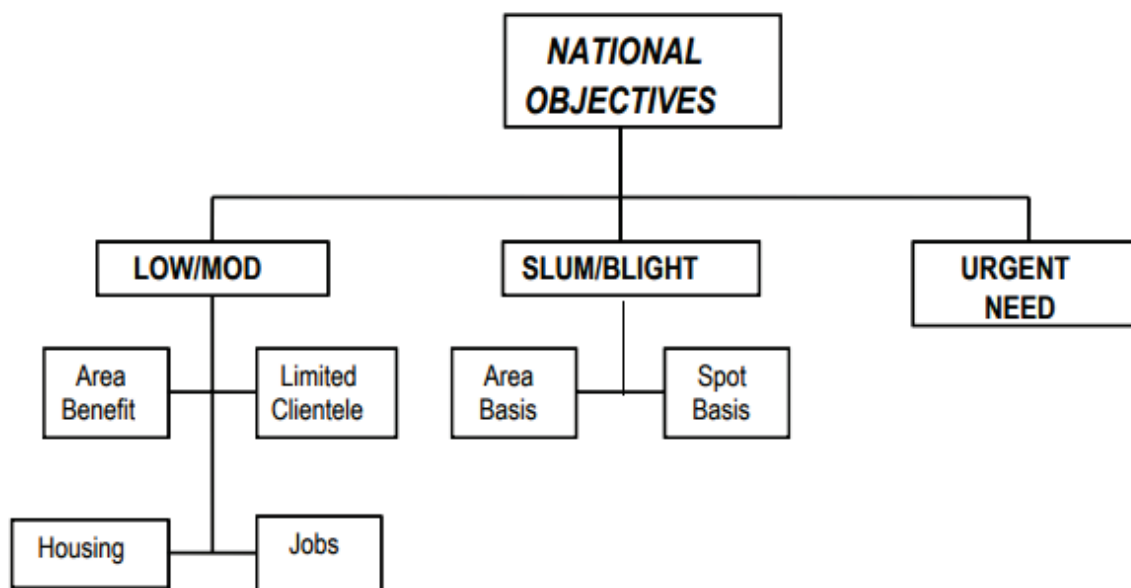 NATIONAL
OBJECTIVES
LOW/MOD
SLUM/BLIGHT
URGENT
NEED
Area
Benefit
Limited
Clientele
Area
Basis
Spot
Basis
Housing
Jobs